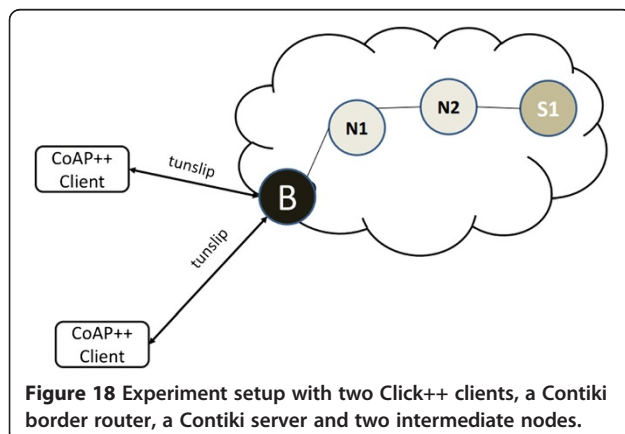 N1
N2
S1
CoAP++
Client
tunslip
B
tunslip
CoAP++
Client
Figure 18 Experiment setup with two Click++ clients, a Contiki
border router, a Contiki server and two intermediate nodes.